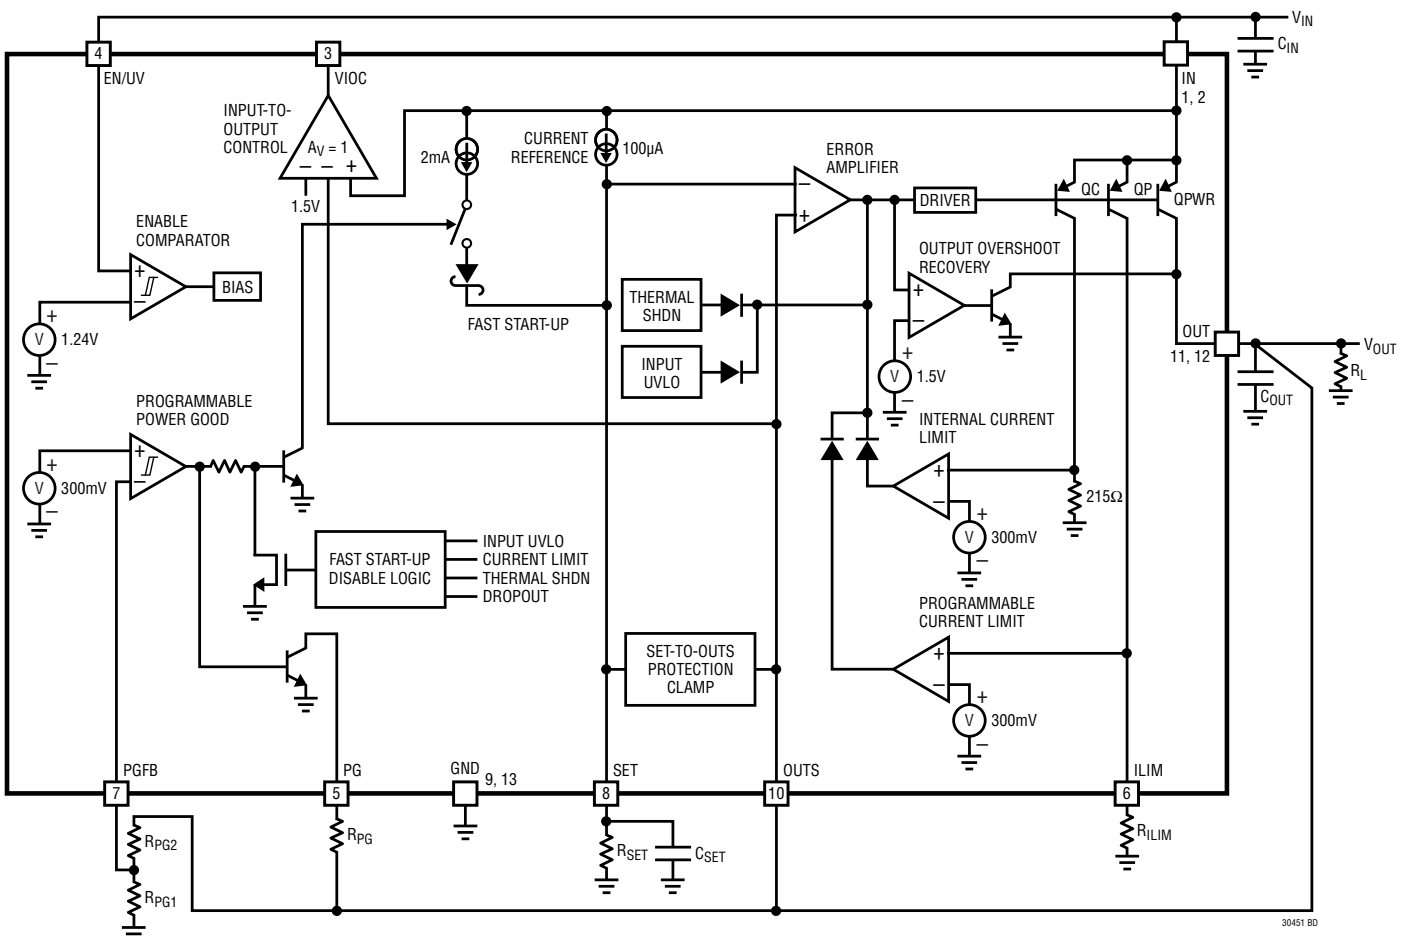 VIN
CIN
4
3
EN/UV
VIOC
IN
1, 2
INPUT-TO-
OUTPUT
CONTROL
AV = 1
– – +
1.5V
2mA
CURRENT
REFERENCE
100µA
ERROR
AMPLIFIER
–
+
DRIVER
QC
QP
QPWR
ENABLE
COMPARATOR
+
–
BIAS
+
V
–
1.24V
FAST START-UP
THERMAL
SHDN
INPUT
UVLO
OUTPUT OVERSHOOT
RECOVERY
+
–
+
V
–
1.5V
OUT
11, 12
VOUT
RL
COUT
PROGRAMMABLE
POWER GOOD
+
–
+
V
–
300mV
INTERNAL CURRENT
LIMIT
+
–
215Ω
+
V
–
300mV
FAST START-UP
DISABLE LOGIC
INPUT UVLO
CURRENT LIMIT
THERMAL SHDN
DROPOUT
PROGRAMMABLE
CURRENT LIMIT
+
–
+
V
–
300mV
SET-TO-OUTS
PROTECTION
CLAMP
PGFB
PG
GND
9, 13
SET
OUTS
ILIM
7
5
8
10
6
RPG2
RPG1
RPG
RSET
CSET
RILIM
30451 BD